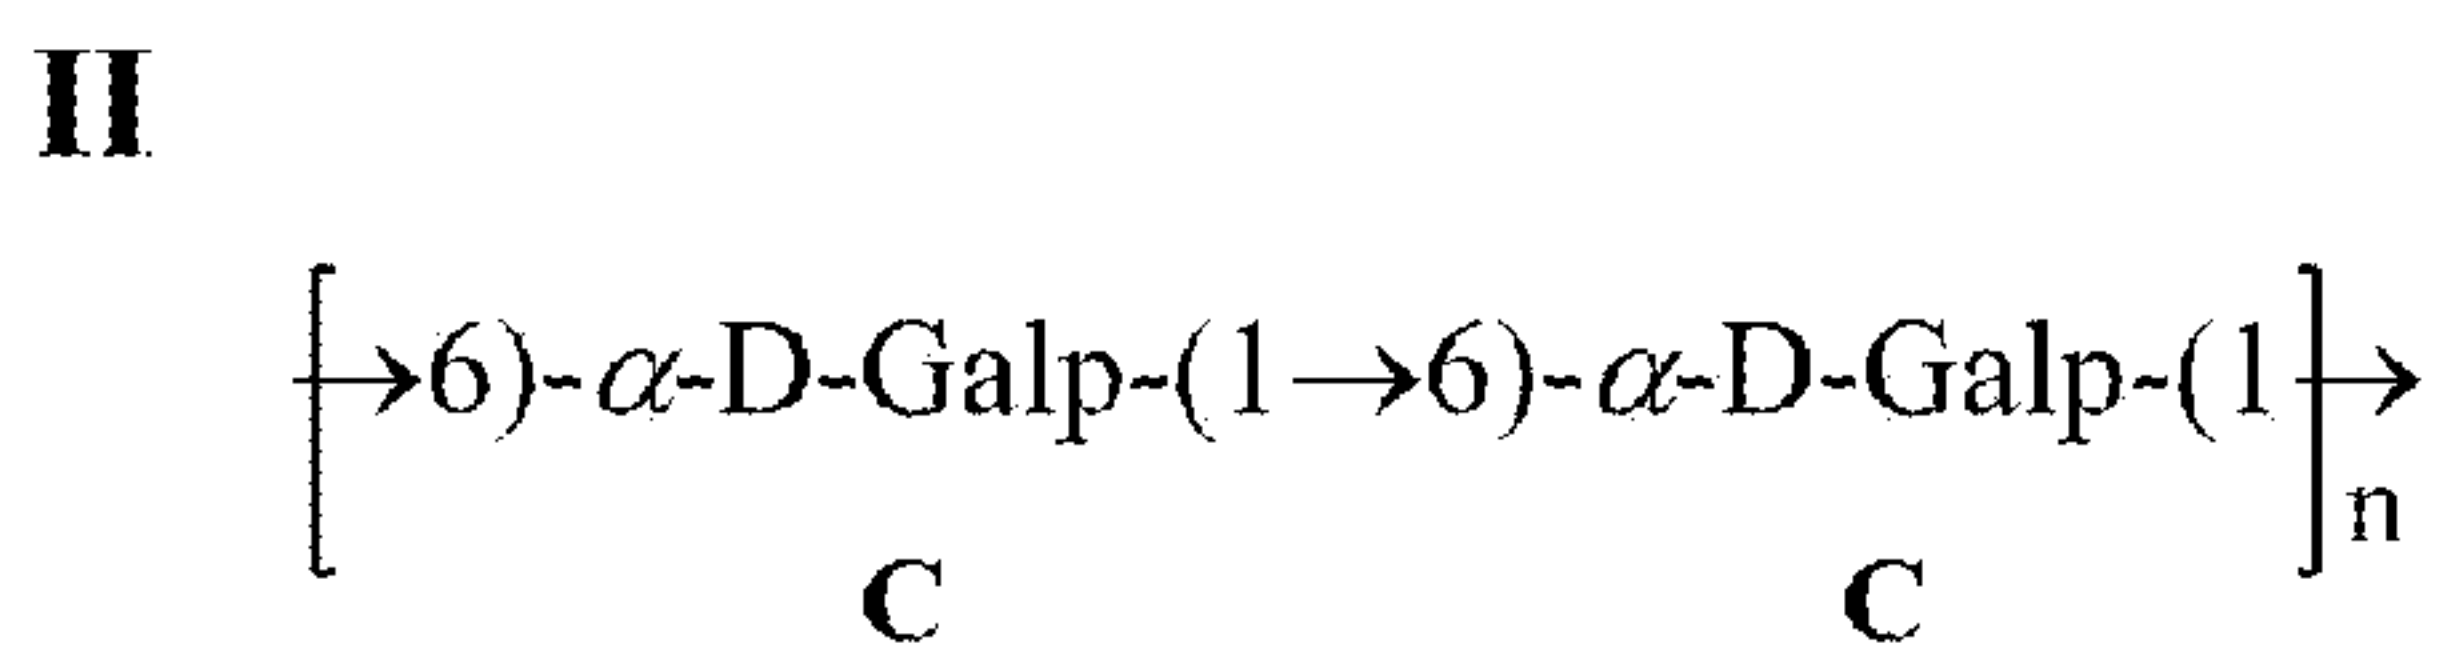 II
[→6)-α-D-Galp-(1→6)-α-D-Galp-(1]→
n
C C